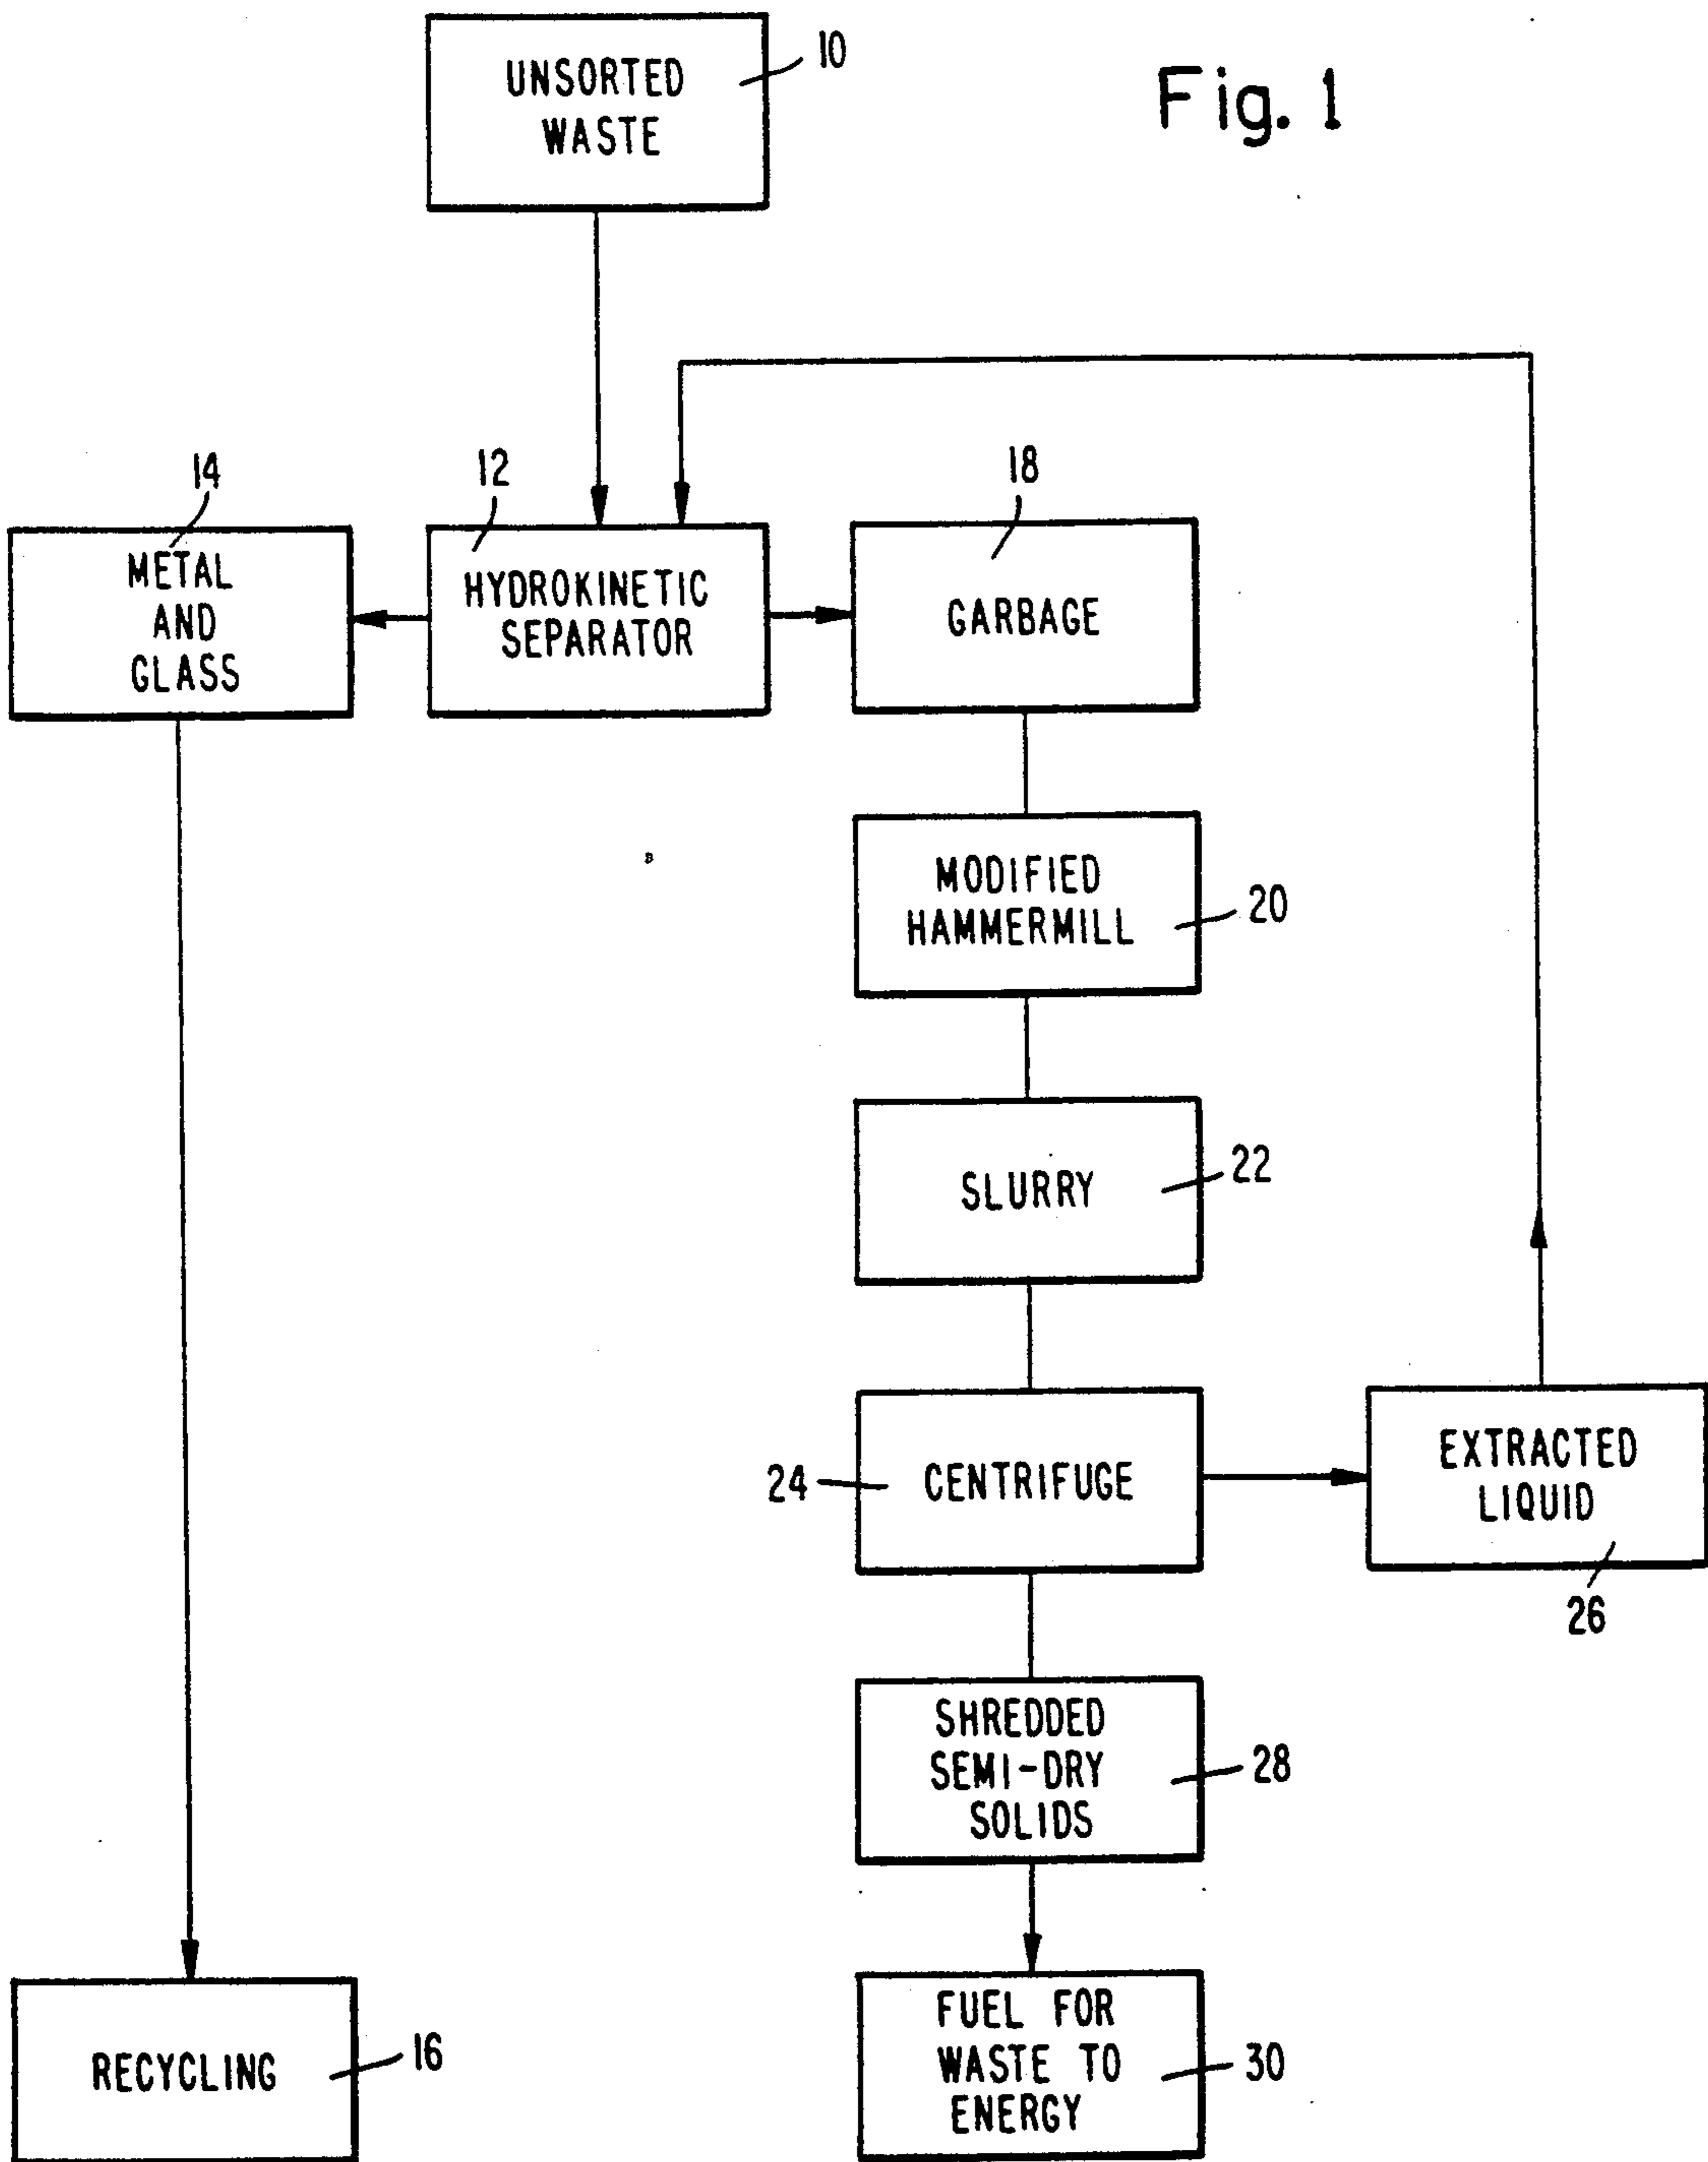 Fig. 1
UNSORTED
WASTE
10
14
METAL
AND
GLASS
12
HYDROKINETIC
SEPARATOR
18
GARBAGE
MODIFIED
HAMMERMILL
20
SLURRY
22
24
CENTRIFUGE
EXTRACTED
LIQUID
26
SHREDDED
SEMI-DRY
SOLIDS
28
RECYCLING
16
FUEL FOR
WASTE TO
ENERGY
30